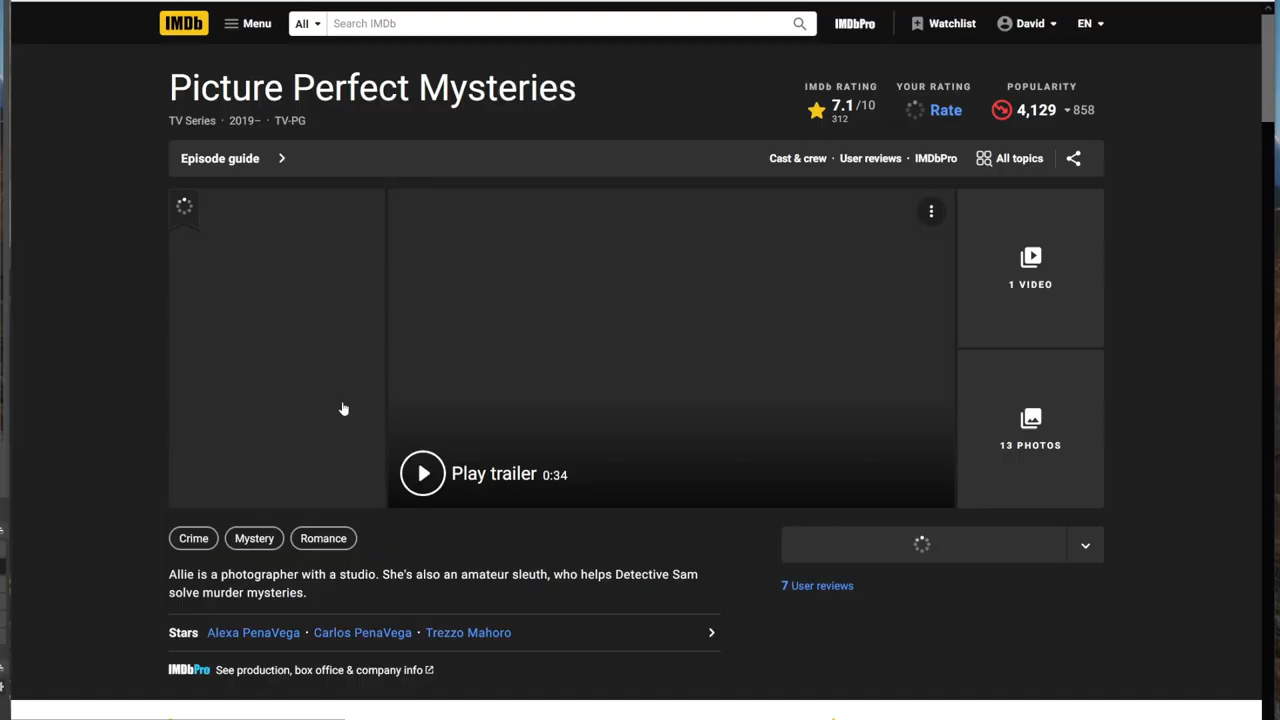 IMDb
Menu
All
Search IMDb
IMDbPro
Watchlist
David
EN
Picture Perfect Mysteries
TV Series · 2019– · TV-PG
IMDb RATING
7.1/10
312
YOUR RATING
Rate
POPULARITY
4,129
858
Episode guide
Cast & crew · User reviews · IMDbPro
All topics
1 VIDEO
Play trailer 0:34
13 PHOTOS
Crime
Mystery
Romance
Allie is a photographer with a studio. She's also an amateur sleuth, who helps Detective Sam
solve murder mysteries.
7 User reviews
Stars Alexa PenaVega · Carlos PenaVega · Trezzo Mahoro
IMDbPro See production, box office & company info